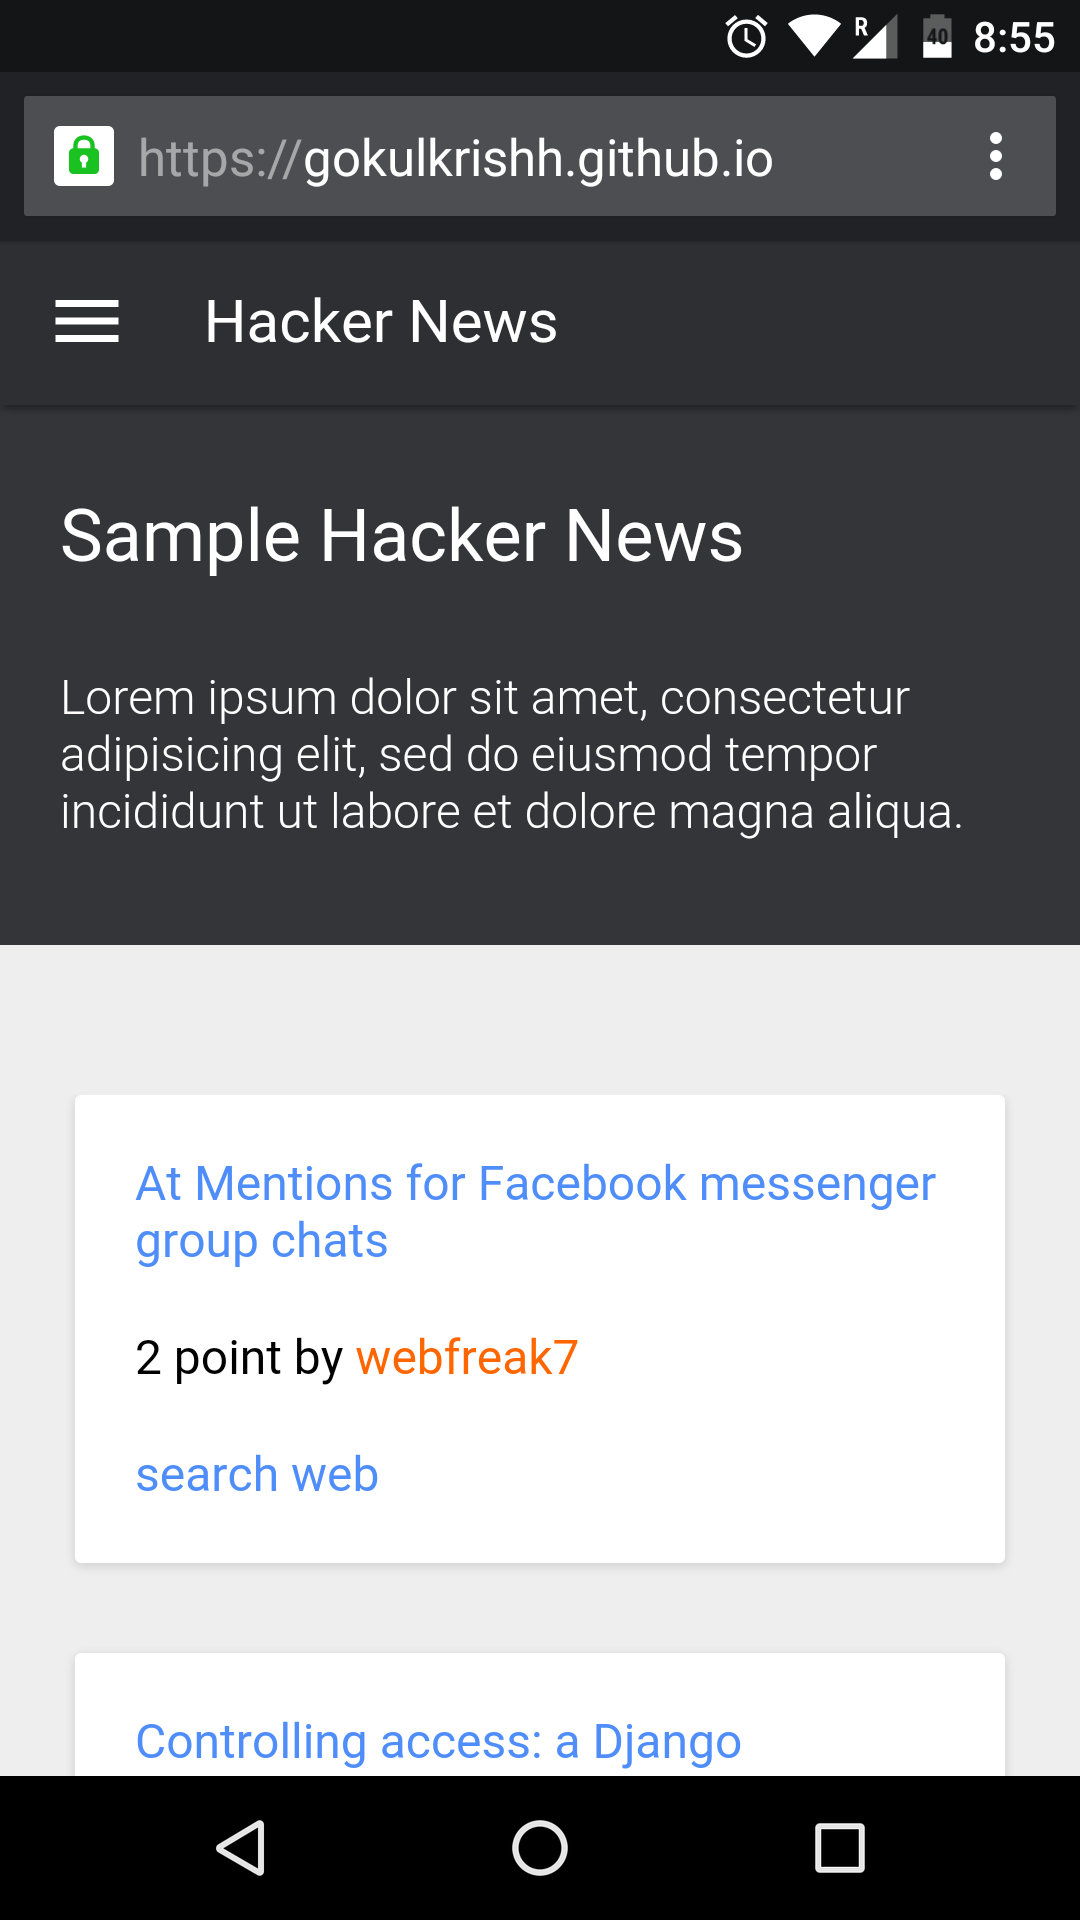 R 40 8:55
https://gokulkrishh.github.io
Hacker News
Sample Hacker News
Lorem ipsum dolor sit amet, consectetur
adipisicing elit, sed do eiusmod tempor
incididunt ut labore et dolore magna aliqua.
At Mentions for Facebook messenger
group chats
2 point by webfreak7
search web
Controlling access: a Django